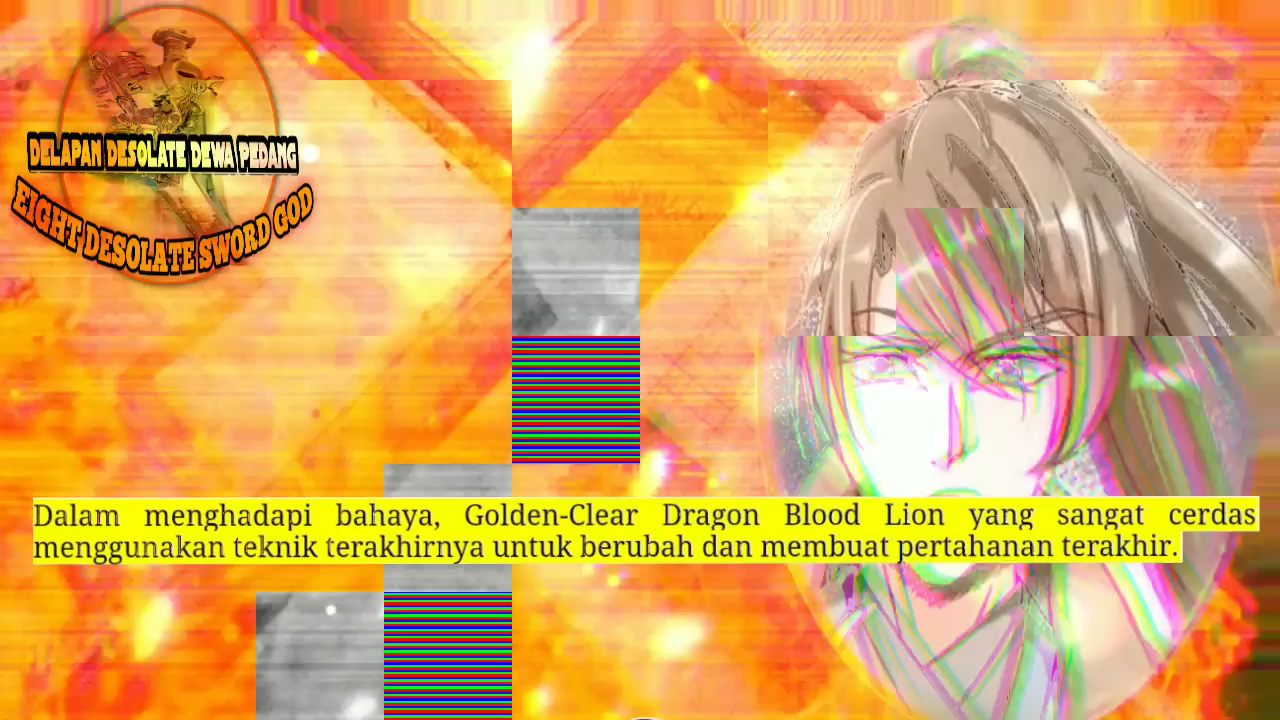 DELAPAN DESOLATE DEWA PEDANG
EIGHT DESOLATE SWORD GOD
Dalam menghadapi bahaya, Golden-Clear Dragon Blood Lion yang sangat cerdas
menggunakan teknik terakhirnya untuk berubah dan membuat pertahanan terakhir.